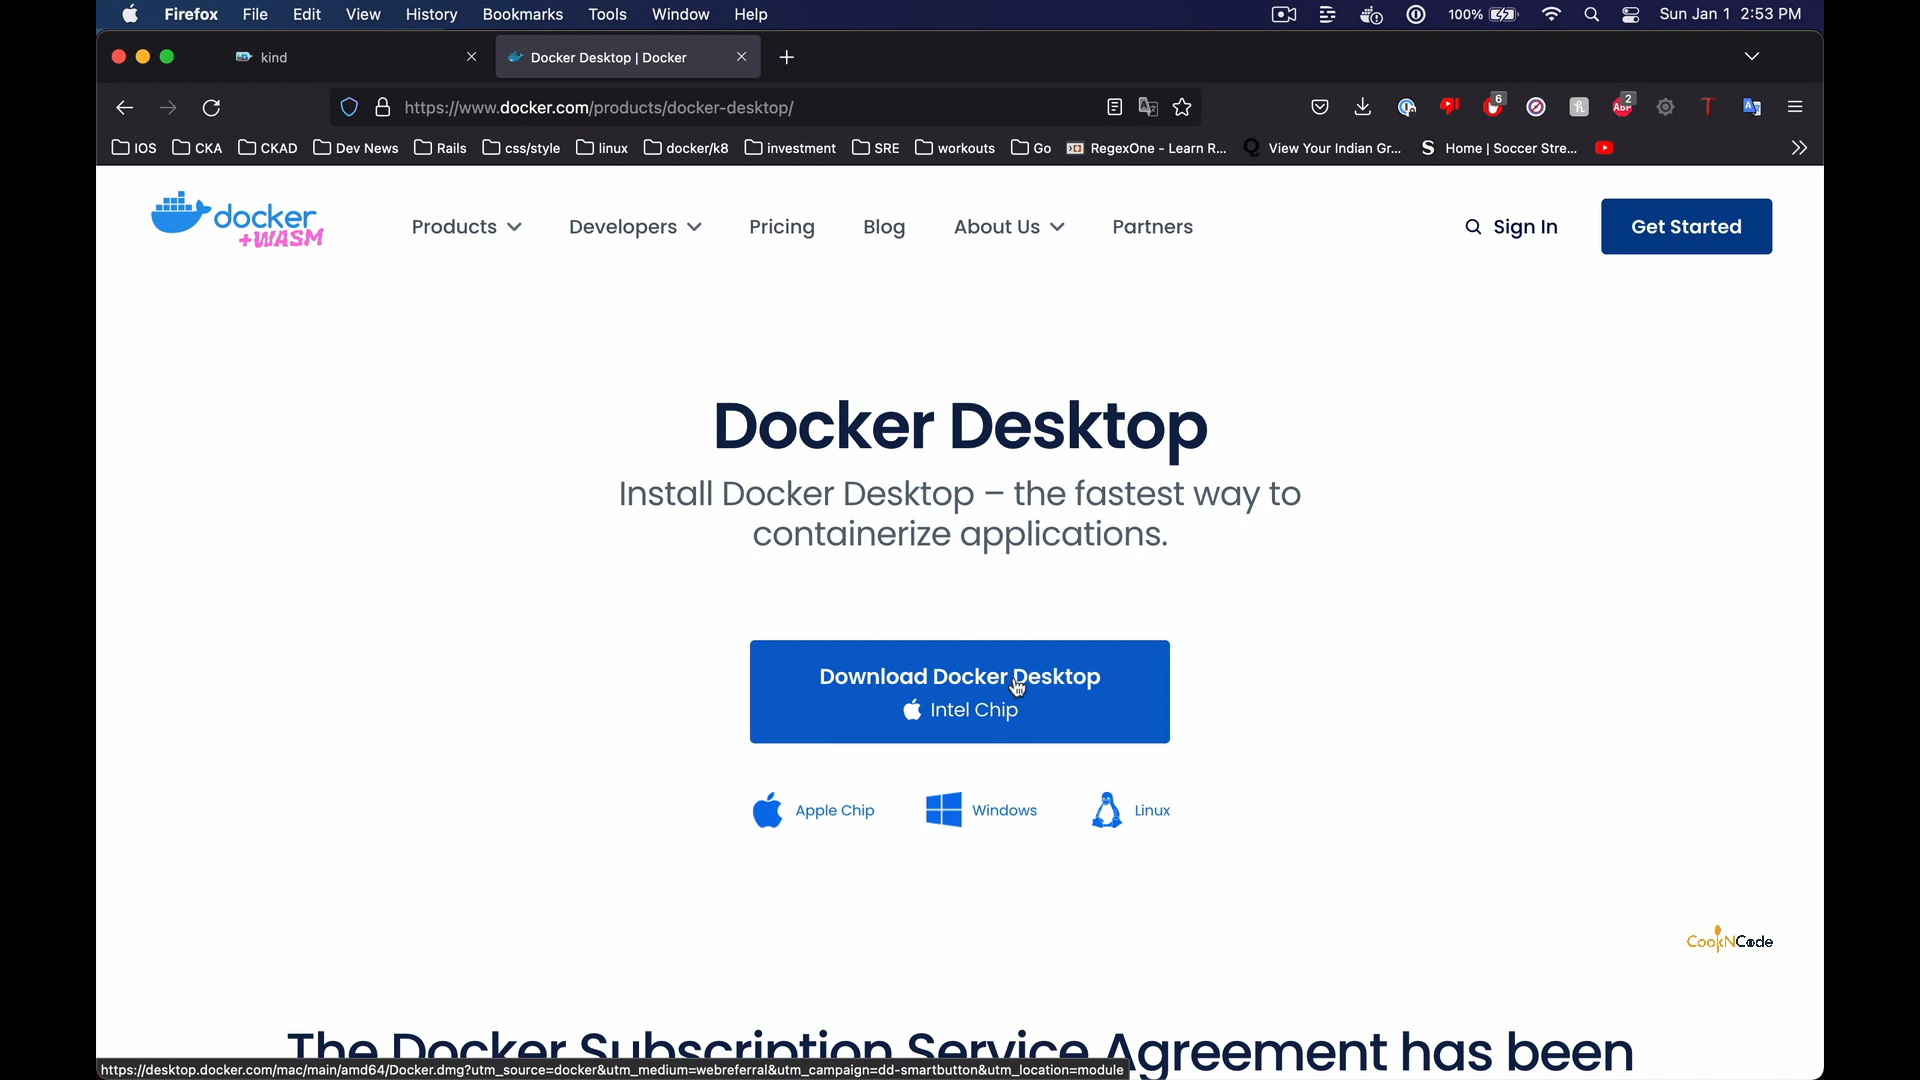 Firefox File Edit View History Bookmarks Tools Window Help 100% Sun Jan 1 2:53 PM
kind Docker Desktop | Docker
https://www.docker.com/products/docker-desktop/ 6 ABP 2 T
IOS CKA CKAD Dev News Rails css/style linux docker/k8 investment SRE workouts Go RegexOne - Learn R... View Your Indian Gr... S Home | Soccer Stre...
docker
+WASM
Products Developers Pricing Blog About Us Partners Sign In Get Started
Docker Desktop
Install Docker Desktop – the fastest way to
containerize applications.
Download Docker Desktop
Intel Chip
Apple Chip Windows Linux
CookNCode
The Docker Subscription Service Agreement has been
https://desktop.docker.com/mac/main/amd64/Docker.dmg?utm_source=docker&utm_medium=webreferral&utm_campaign=dd-smartbutton&utm_location=module